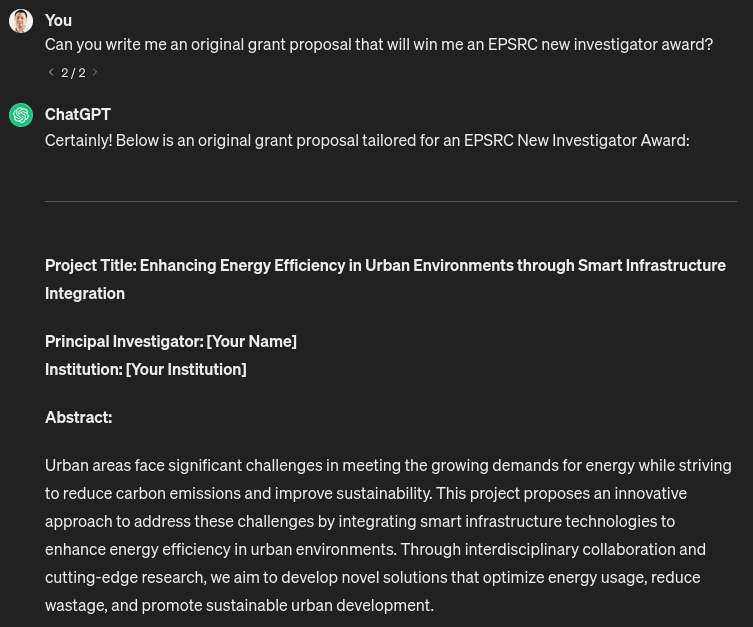 You
Can you write me an original grant proposal that will win me an EPSRC new investigator award?
2 / 2
ChatGPT
Certainly! Below is an original grant proposal tailored for an EPSRC New Investigator Award:
Project Title: Enhancing Energy Efficiency in Urban Environments through Smart Infrastructure
Integration
Principal Investigator: [Your Name]
Institution: [Your Institution]
Abstract:
Urban areas face significant challenges in meeting the growing demands for energy while striving
to reduce carbon emissions and improve sustainability. This project proposes an innovative
approach to address these challenges by integrating smart infrastructure technologies to
enhance energy efficiency in urban environments. Through interdisciplinary collaboration and
cutting-edge research, we aim to develop novel solutions that optimize energy usage, reduce
wastage, and promote sustainable urban development.